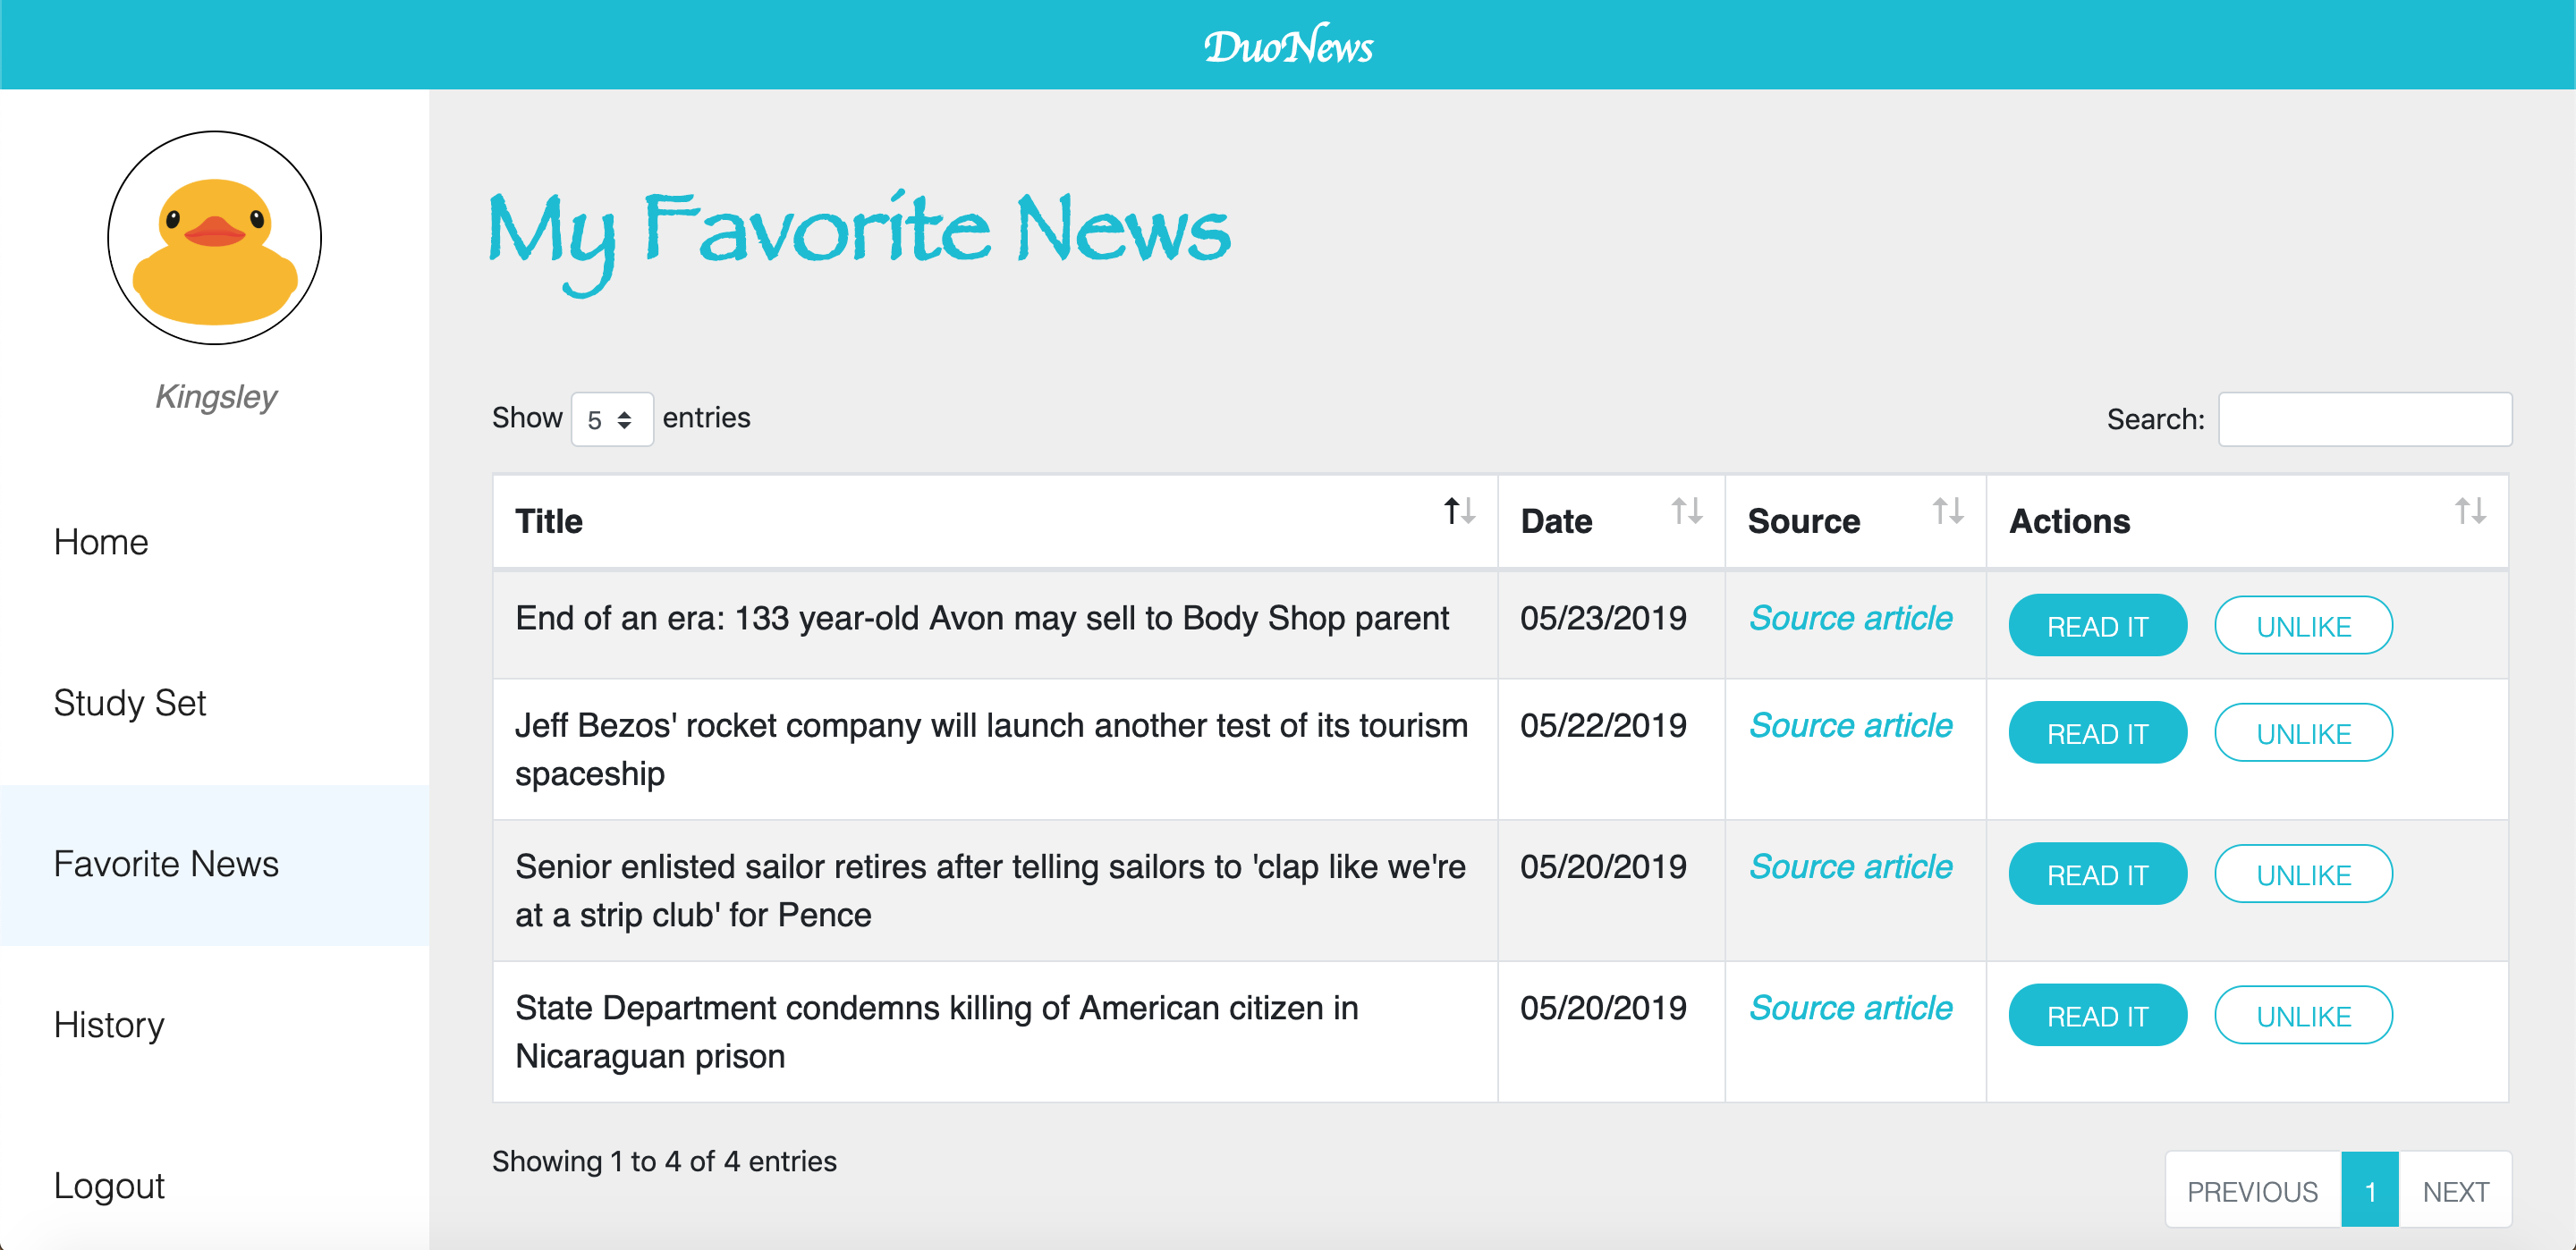 DuoNews
Kingsley
Home
Study Set
Favorite News
History
Logout
My Favorite News
Show 5 entries
Search:
Title Date Source Actions
End of an era: 133 year-old Avon may sell to Body Shop parent 05/23/2019 Source article READ IT UNLIKE
Jeff Bezos' rocket company will launch another test of its tourism 05/22/2019 Source article READ IT UNLIKE
spaceship
Senior enlisted sailor retires after telling sailors to 'clap like we're 05/20/2019 Source article READ IT UNLIKE
at a strip club' for Pence
State Department condemns killing of American citizen in 05/20/2019 Source article READ IT UNLIKE
Nicaraguan prison
Showing 1 to 4 of 4 entries
PREVIOUS 1 NEXT